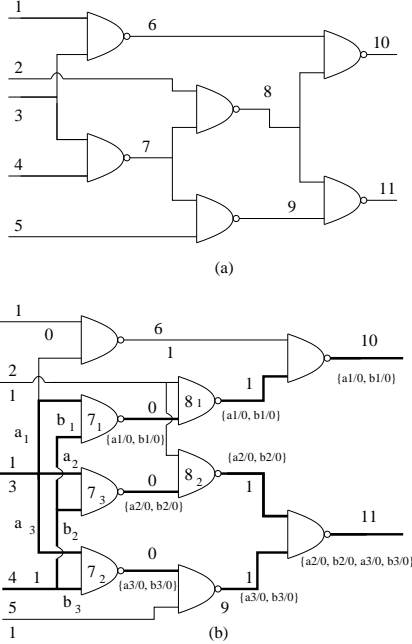 1
6
10
2
8
3
7
4
9
11
5
(a)
1
0
6
1
10
{a1/0, b1/0}
2
1
8 1
1
{a1/0, b1/0}
a 1
b 1
7 1
0
{a1/0, b1/0}
1
3
a 2
7 3
0
{a2/0, b2/0}
8 2
{a2/0, b2/0}
1
11
{a2/0, b2/0, a3/0, b3/0}
a 3
b 2
0
4
1
7 2
{a3/0, b3/0}
1
{a3/0, b3/0}
b 3
5
9
1
(b)